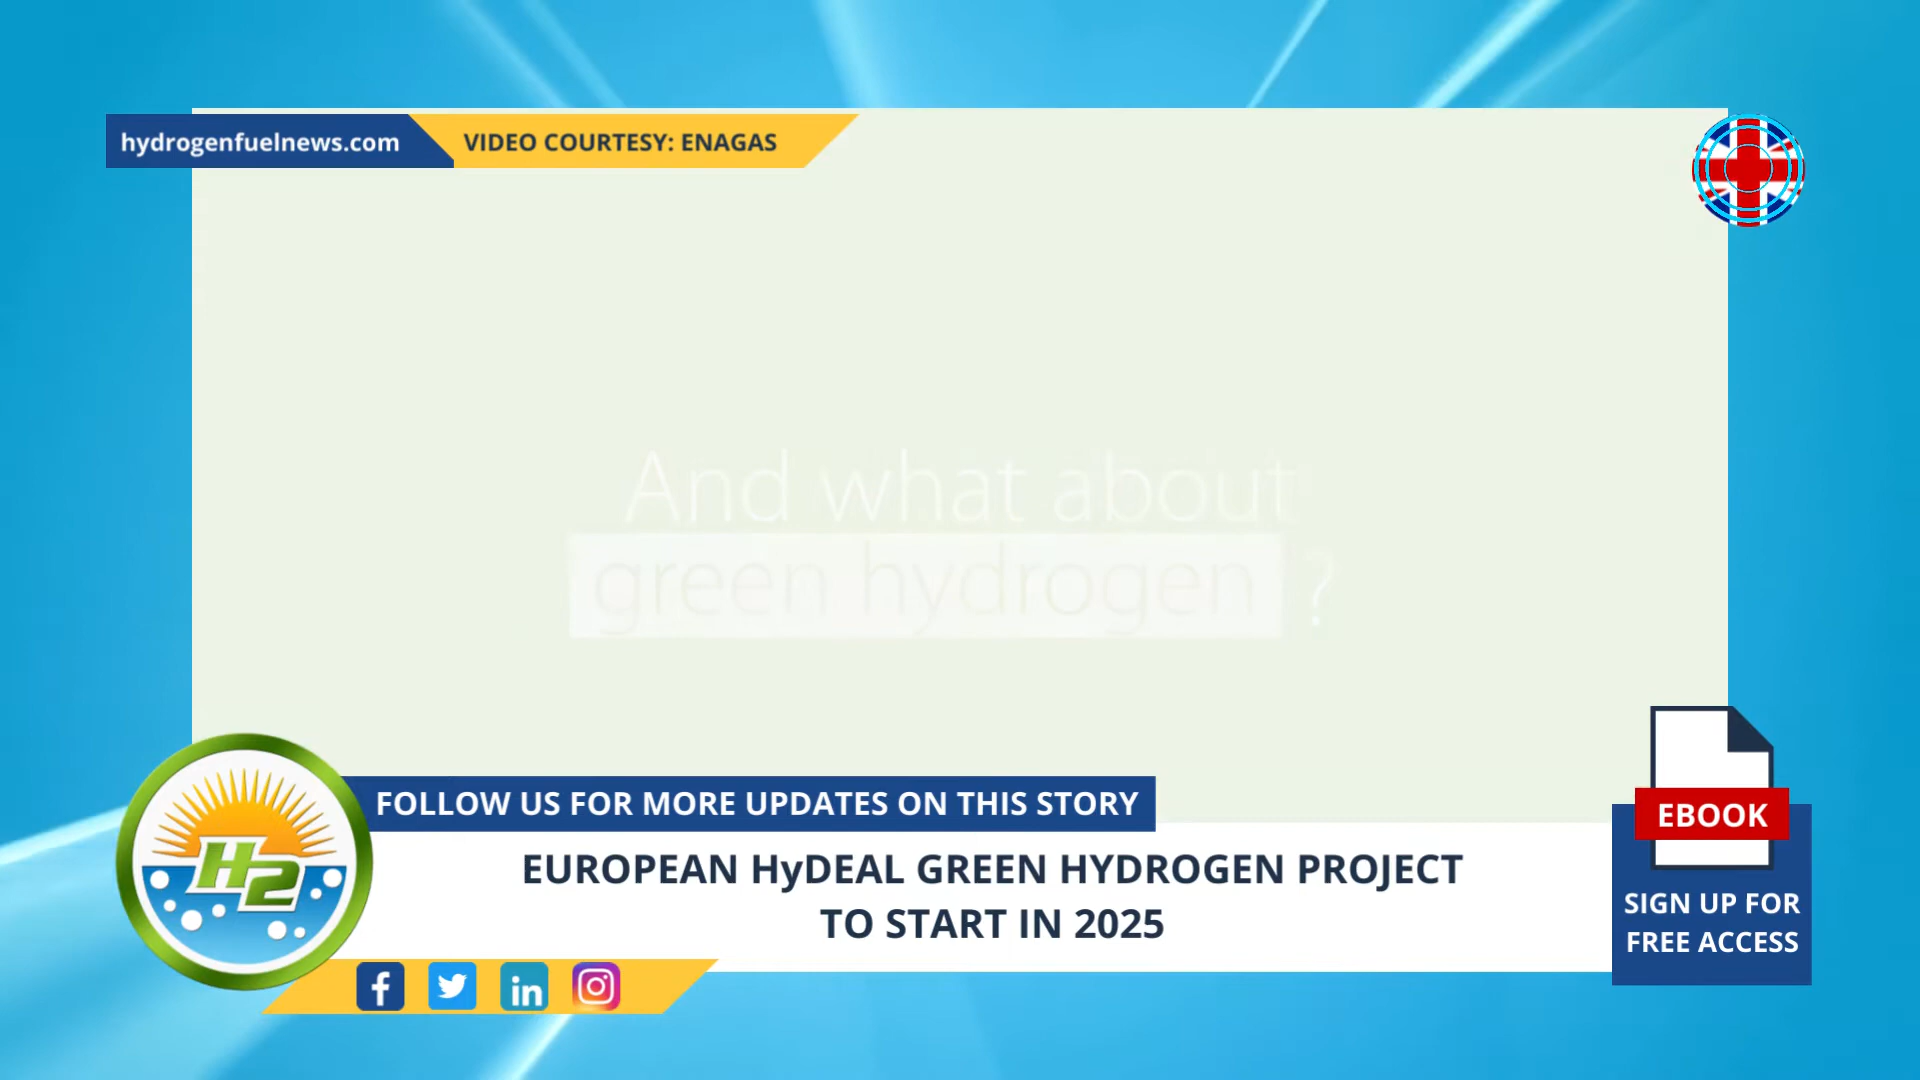 hydrogenfuelnews.com
VIDEO COURTESY: ENAGAS
And what about
green hydrogen ?
FOLLOW US FOR MORE UPDATES ON THIS STORY
EUROPEAN HyDEAL GREEN HYDROGEN PROJECT
TO START IN 2025
H2
EBOOK
SIGN UP FOR
FREE ACCESS